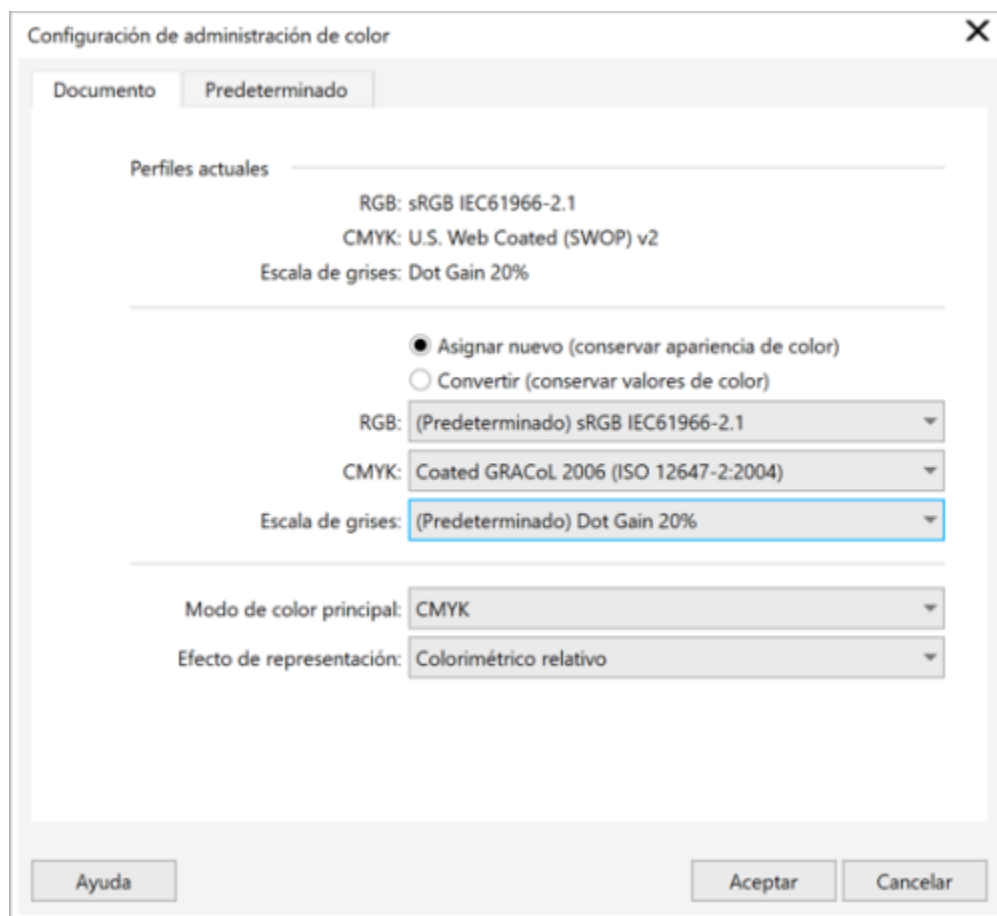 Configuración de administración de color
Documento Predeterminado
Perfiles actuales
RGB: sRGB IEC61966-2.1
CMYK: U.S. Web Coated (SWOP) v2
Escala de grises: Dot Gain 20%
Asignar nuevo (conservar apariencia de color)
Convertir (conservar valores de color)
RGB: (Predeterminado) sRGB IEC61966-2.1
CMYK: Coated GRACoL 2006 (ISO 12647-2:2004)
Escala de grises: (Predeterminado) Dot Gain 20%
Modo de color principal: CMYK
Efecto de representación: Colorimétrico relativo
Ayuda Aceptar Cancelar